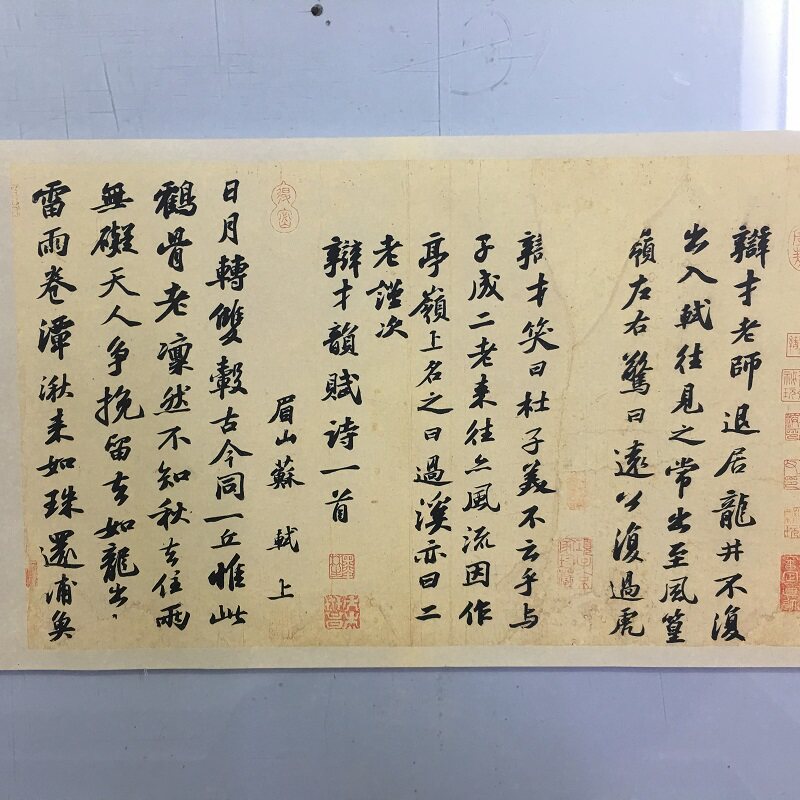 辯才老師退居龍井不復
出入軾往見之常出至風篁
嶺左右驚曰遠公復過虎
辯才笑曰杜子美不云乎與
子成二老來往亦風流因作
亭嶺上名之曰過溪亦曰二
老謹次
辯才韻賦詩一首
眉山蘇軾上
日月轉雙轂古今同一丘惟此
鶴骨老凜然不知秋去住兩
無礙天人爭挽留去如龍出
雷雨卷潭湫來如珠還浦魚